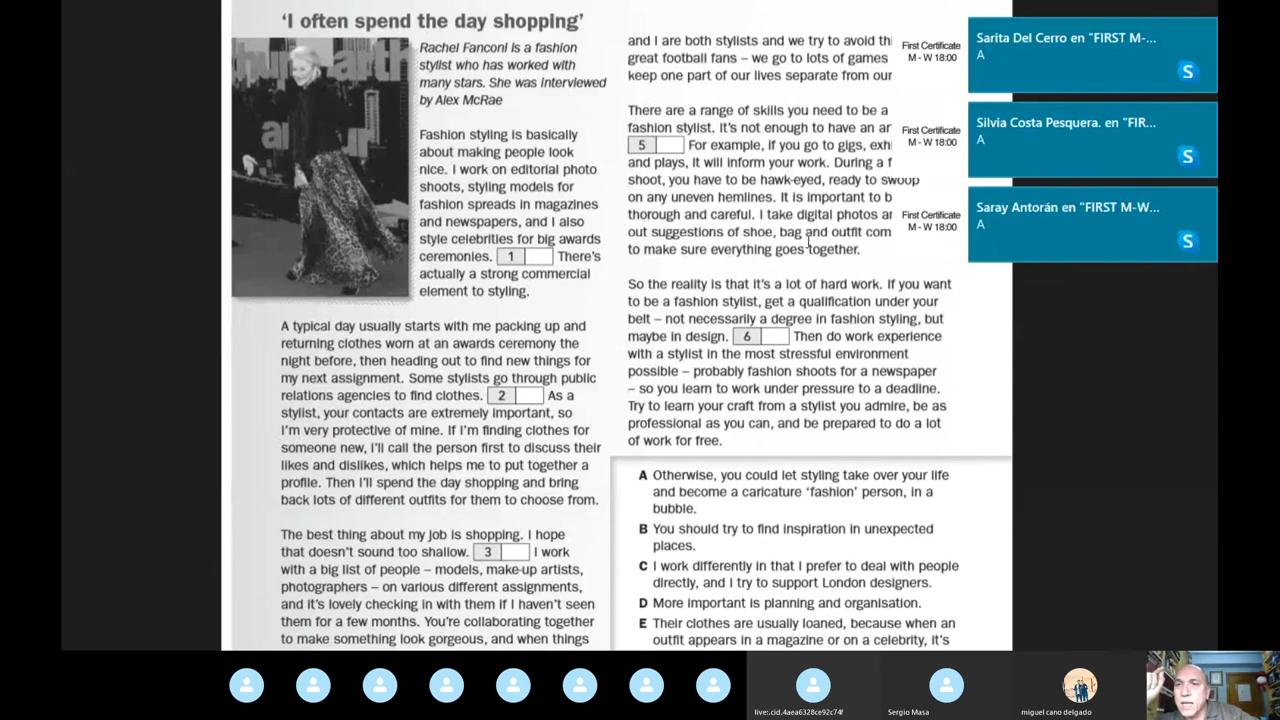 'I often spend the day shopping'
Rachel Fanconi is a fashion
stylist who has worked with
many stars. She was interviewed
by Alex McRae
Fashion styling is basically
about making people look
nice. I work on editorial photo
shoots, styling models for
fashion spreads in magazines
and newspapers, and I also
style celebrities for big awards
ceremonies. 1 There's
actually a strong commercial
element to styling.
A typical day usually starts with me packing up and
returning clothes worn at an awards ceremony the
night before, then heading out to find new things for
my next assignment. Some stylists go through public
relations agencies to find clothes. 2 As a
stylist, your contacts are extremely important, so
I'm very protective of mine. If I'm finding clothes for
someone new, I'll call the person first to discuss their
likes and dislikes, which helps me to put together a
profile. Then I'll spend the day shopping and bring
back lots of different outfits for them to choose from.
The best thing about my job is shopping. I hope
that doesn't sound too shallow. 3 I work
with a big list of people – models, make-up artists,
photographers – on various different assignments,
and it's lovely checking in with them if I haven't seen
them for a few months. You're collaborating together
to make something look gorgeous, and when things
and I are both stylists and we try to avoid
great football fans – we go to lots of games
keep one part of our lives separate from our
There are a range of skills you need to be a
fashion stylist. It's not enough to have an
5 For example, if you go to gigs,
and plays, it will inform your work. During a
shoot, you have to be hawk-eyed, ready to swoop
on any uneven hemlines. It is important to
thorough and careful. I take digital photos
out suggestions of shoe, bag and outfit
to make sure everything goes together.
So the reality is that it's a lot of hard work. If you want
to be a fashion stylist, get a qualification under your
belt – not necessarily a degree in fashion styling, but
maybe in design. 6 Then do work experience
with a stylist in the most stressful environment
possible – probably fashion shoots for a newspaper
– so you learn to work under pressure to a deadline.
Try to learn your craft from a stylist you admire, be as
professional as you can, and be prepared to do a lot
of work for free.
A Otherwise, you could let styling take over your life
and become a caricature 'fashion' person, in a
bubble.
B You should try to find inspiration in unexpected
places.
C I work differently in that I prefer to deal with people
directly, and I try to support London designers.
D More important is planning and organisation.
E Their clothes are usually loaned, because when an
outfit appears in a magazine or on a celebrity, it's
First Certificate
M - W 18:00
Sarita Del Cerro en "FIRST M-...
A
S
First Certificate
M - W 18:00
Silvia Costa Pesquera. en "FIR...
A
S
First Certificate
M - W 18:00
Saray Antorán en "FIRST M-W...
A
S
live:.cid.4aea6328ce92c74f
Sergio Masa
miguel cano delgado